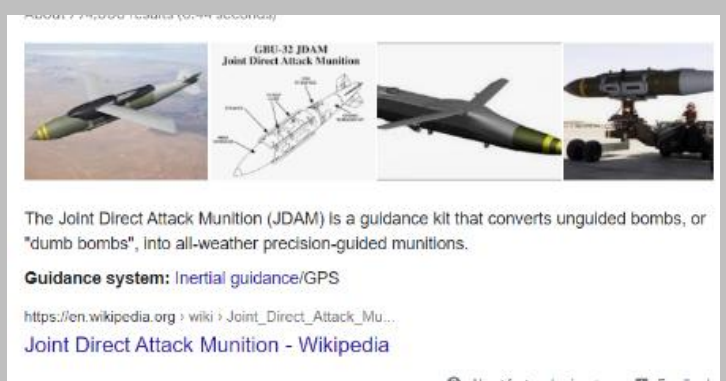 GBU-32 JDAM
Joint Direct Attack Munition
The Joint Direct Attack Munition (JDAM) is a guidance kit that converts unguided bombs, or
"dumb bombs", into all-weather precision-guided munitions.
Guidance system: Inertial guidance/GPS
https://en.wikipedia.org › wiki › Joint_Direct_Attack_Mu...
Joint Direct Attack Munition - Wikipedia